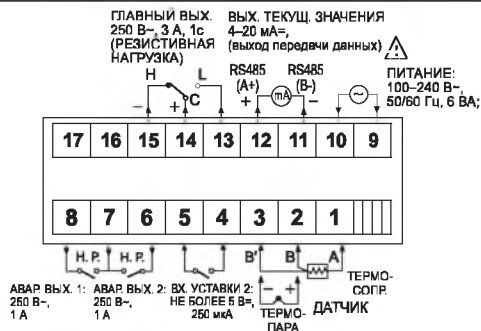 ГЛАВНЫЙ ВЫХ.
250 В~, 3 А, 1с
(РЕЗИСТИВНАЯ
НАГРУЗКА)
ВЫХ. ТЕКУЩ. ЗНАЧЕНИЯ
4–20 мА=,
(выход передачи данных)
ПИТАНИЕ:
100–240 В~,
50/60 Гц, 6 ВА;
H L
C
− +
RS485
(A+)
RS485
(B-)
+ mA −
~
17 16 15 14 13 12 11 10 9
8 7 6 5 4 3 2 1
Н. Р. Н. Р.
B' B A
− +
АВАР. ВЫХ. 1:
250 В~,
1 А
АВАР. ВЫХ. 2:
250 В~,
1 А
ВХ. УСТАВКИ 2:
НЕ БОЛЕЕ 5 В=,
250 мкА
ТЕРМО-
ПАРА
ТЕРМО-
СОПР.
ДАТЧИК